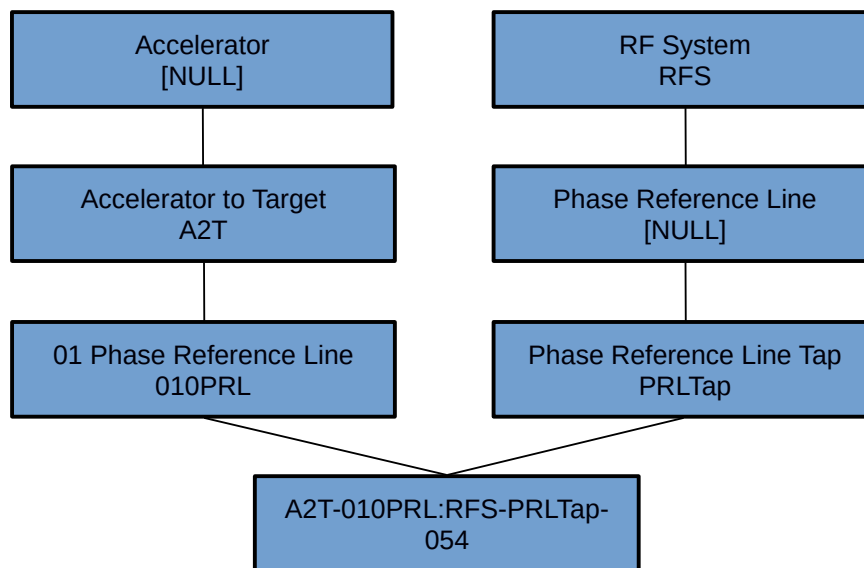 Accelerator
[NULL]
RF System
RFS
Accelerator to Target
A2T
Phase Reference Line
[NULL]
01 Phase Reference Line
010PRL
Phase Reference Line Tap
PRLTap
A2T-010PRL:RFS-PRLTap-
054